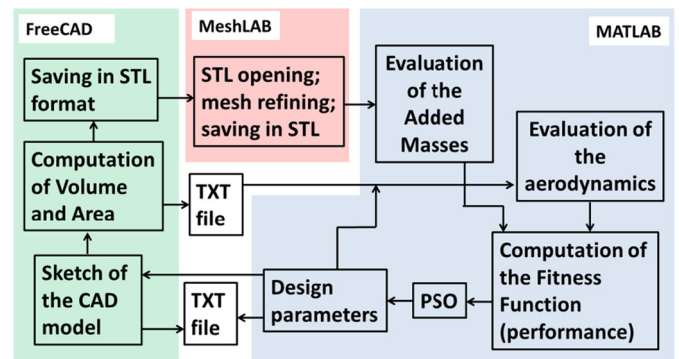 FreeCAD
MeshLAB
MATLAB
Saving in STL
format
STL opening;
mesh refining;
saving in STL
Evaluation
of the
Added
Masses
Evaluation of
the
aerodynamics
Computation
of Volume
and Area
TXT
file
Sketch of
the CAD
model
TXT
file
Design
parameters
PSO
Computation of
the Fitness
Function
(performance)